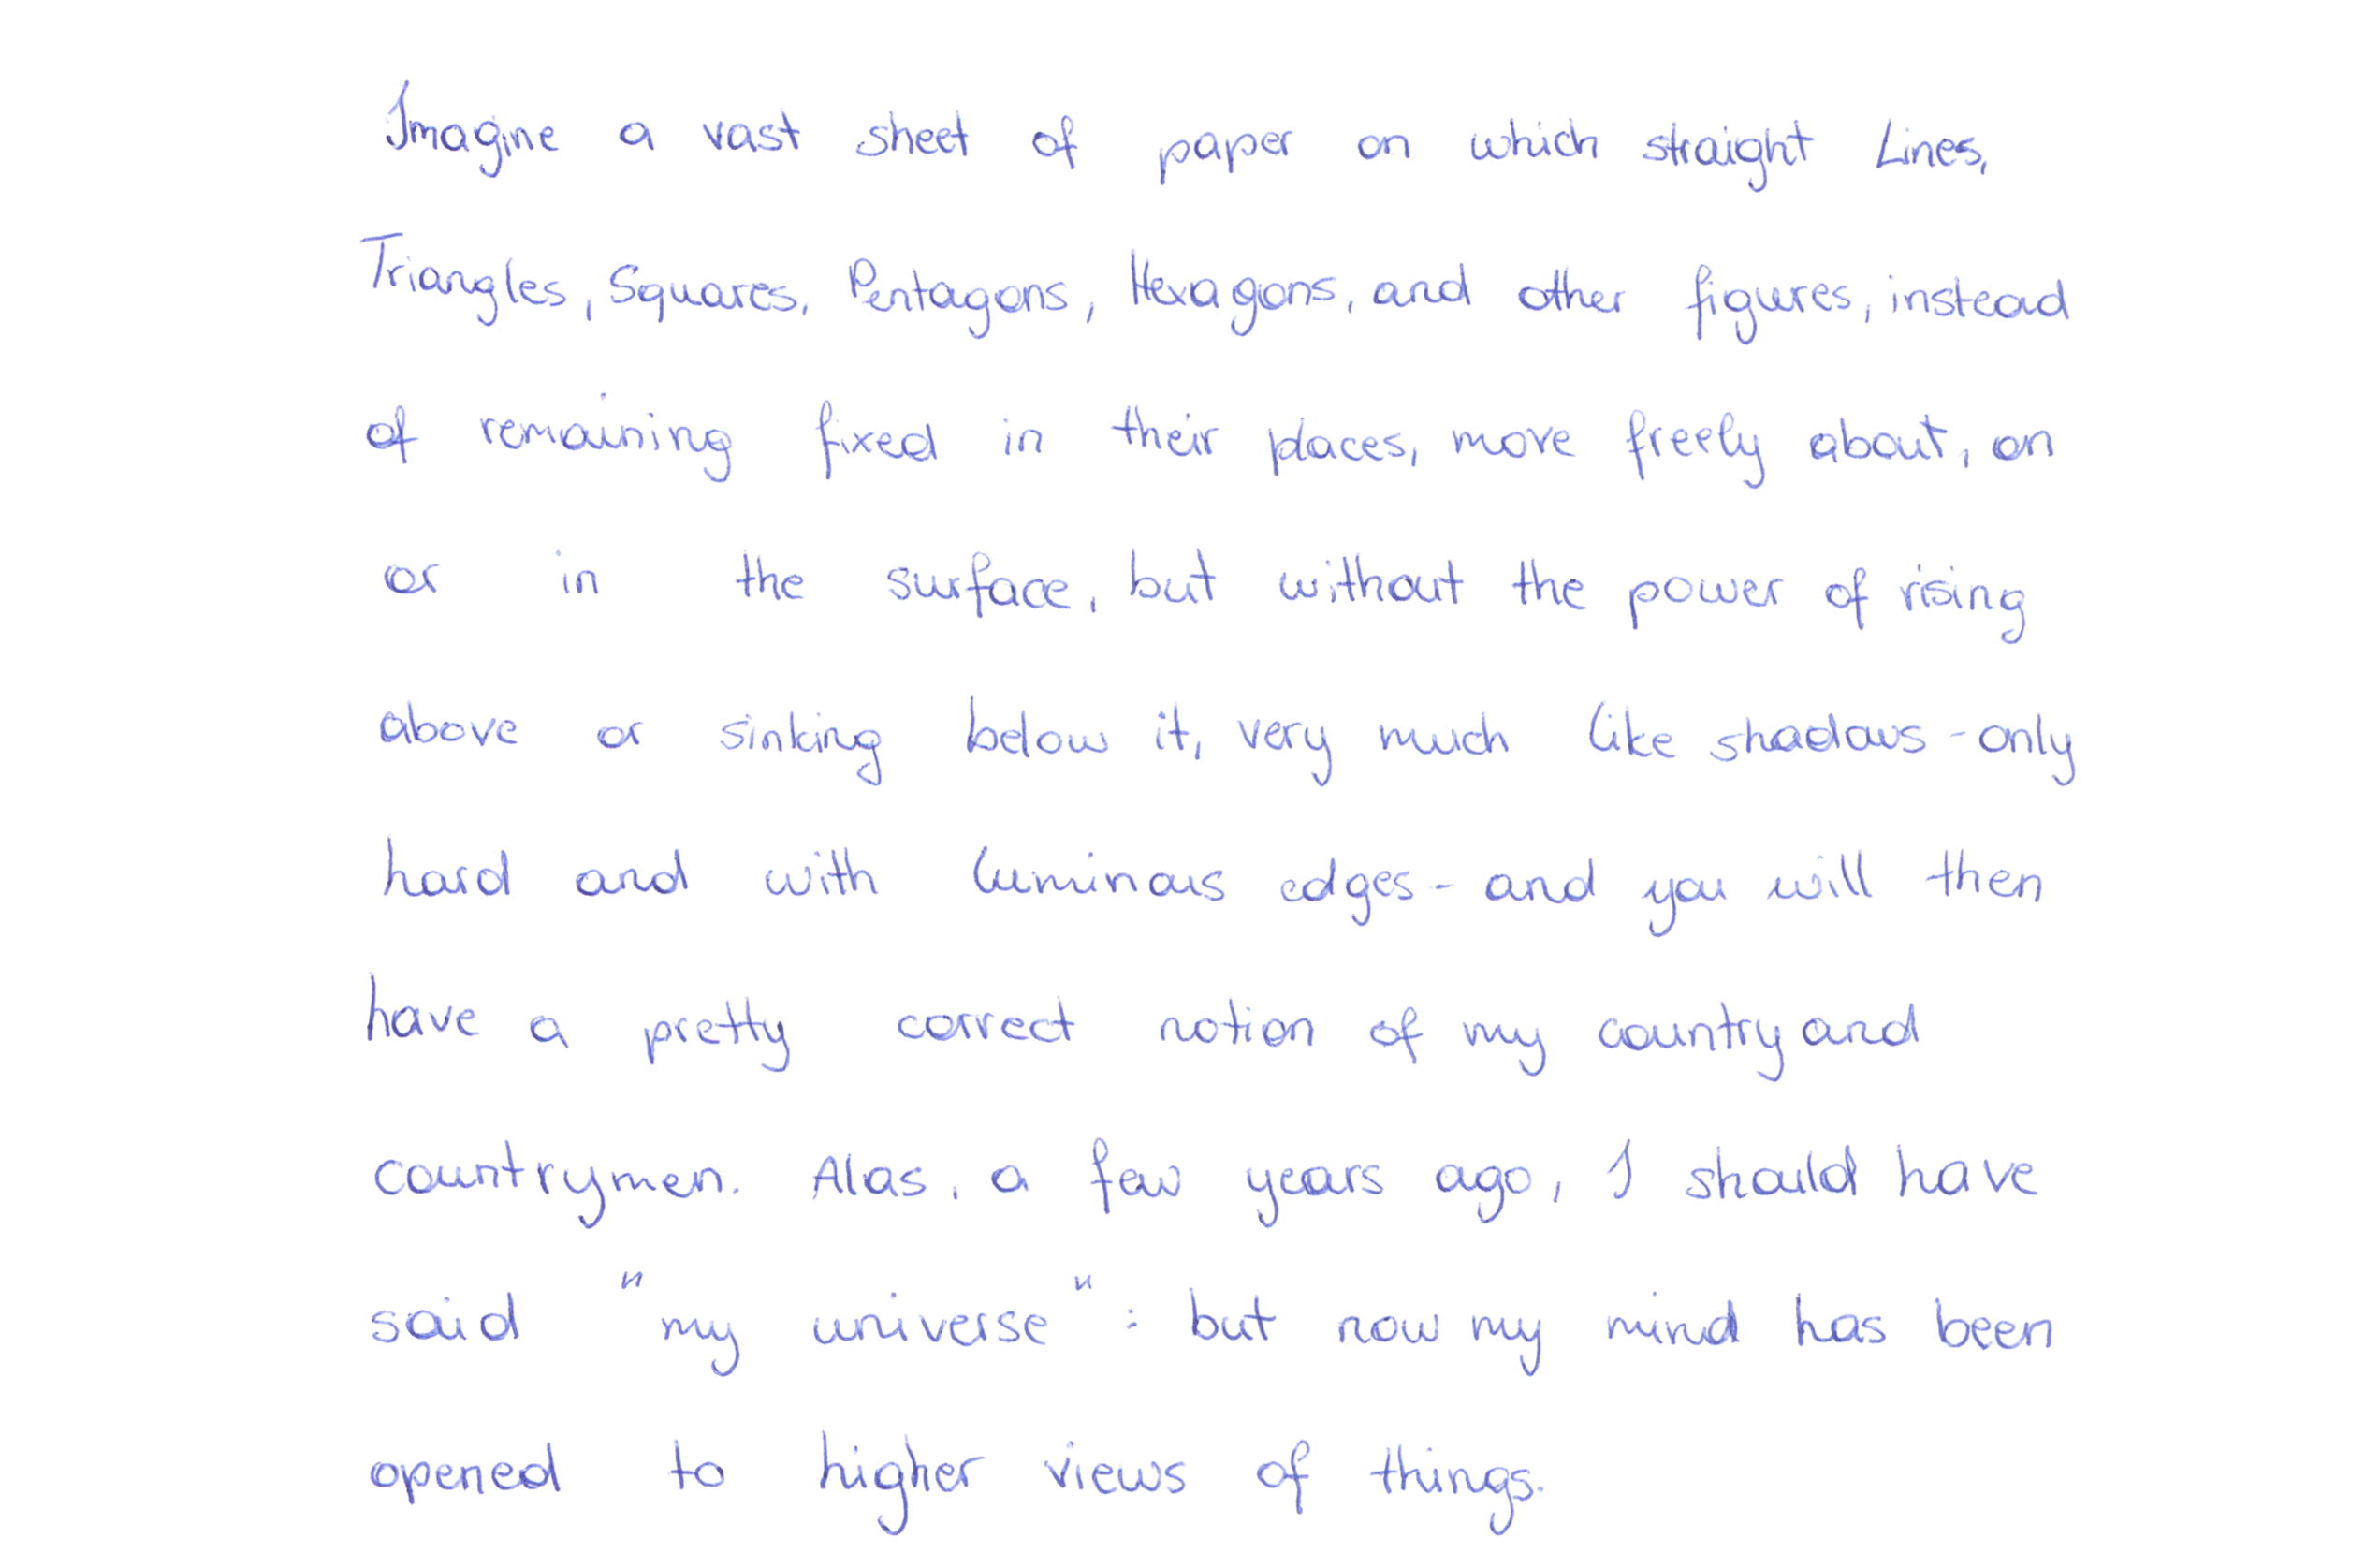 Imagine a vast sheet of paper on which straight Lines,
Triangles, Squares, Pentagons, Hexagons, and other figures, instead
of remaining fixed in their places, move freely about, on
or in the surface, but without the power of rising
above or sinking below it, very much like shadows - only
hard and with luminous edges - and you will then
have a pretty correct notion of my country and
countrymen. Alas, a few years ago, I should have
said "my universe": but now my mind has been
opened to higher views of things.